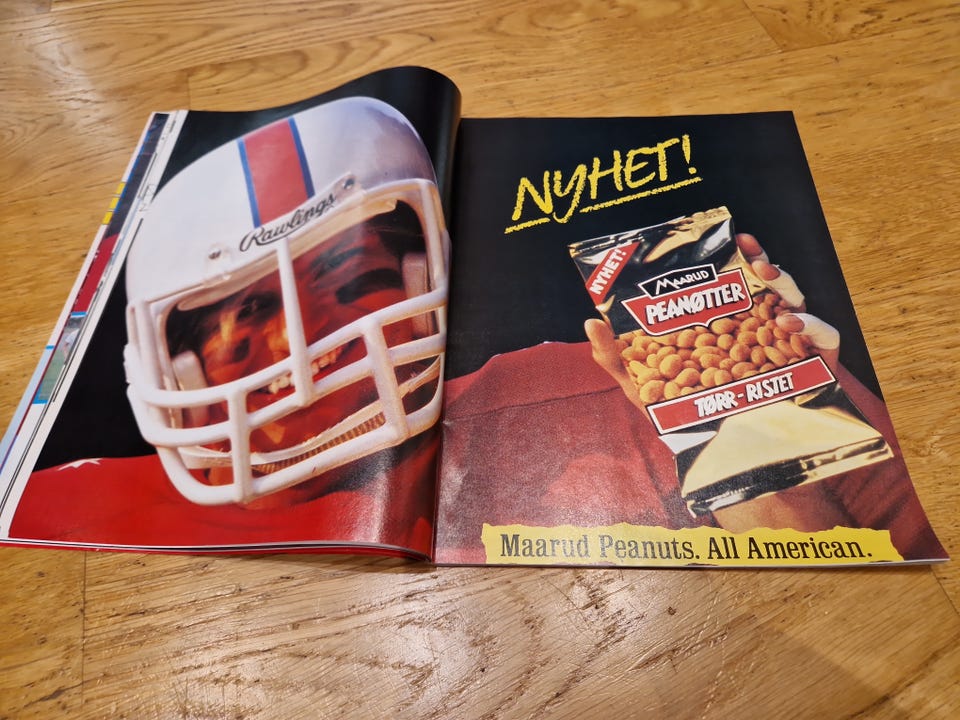 Rawlings
NYHET!
NYHET!
MAARUD
PEANØTTER
TØRR-RISTET
Maarud Peanuts. All American.